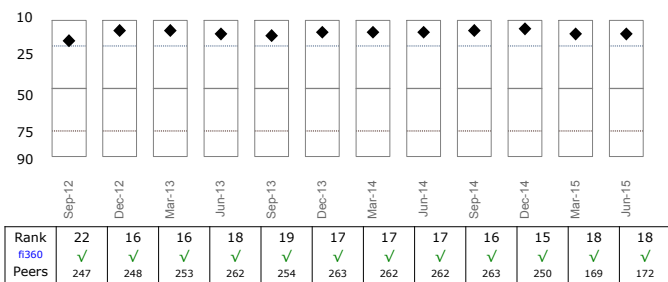 10
25
50
75
90
Sep-12 Dec-12 Mar-13 Jun-13 Sep-13 Dec-13 Mar-14 Jun-14 Sep-14 Dec-14 Mar-15 Jun-15
Rank 22 16 16 18 19 17 17 17 16 15 18 18
fi360 √ √ √ √ √ √ √ √ √ √ √ √
Peers 247 248 253 262 254 263 262 262 263 250 169 172